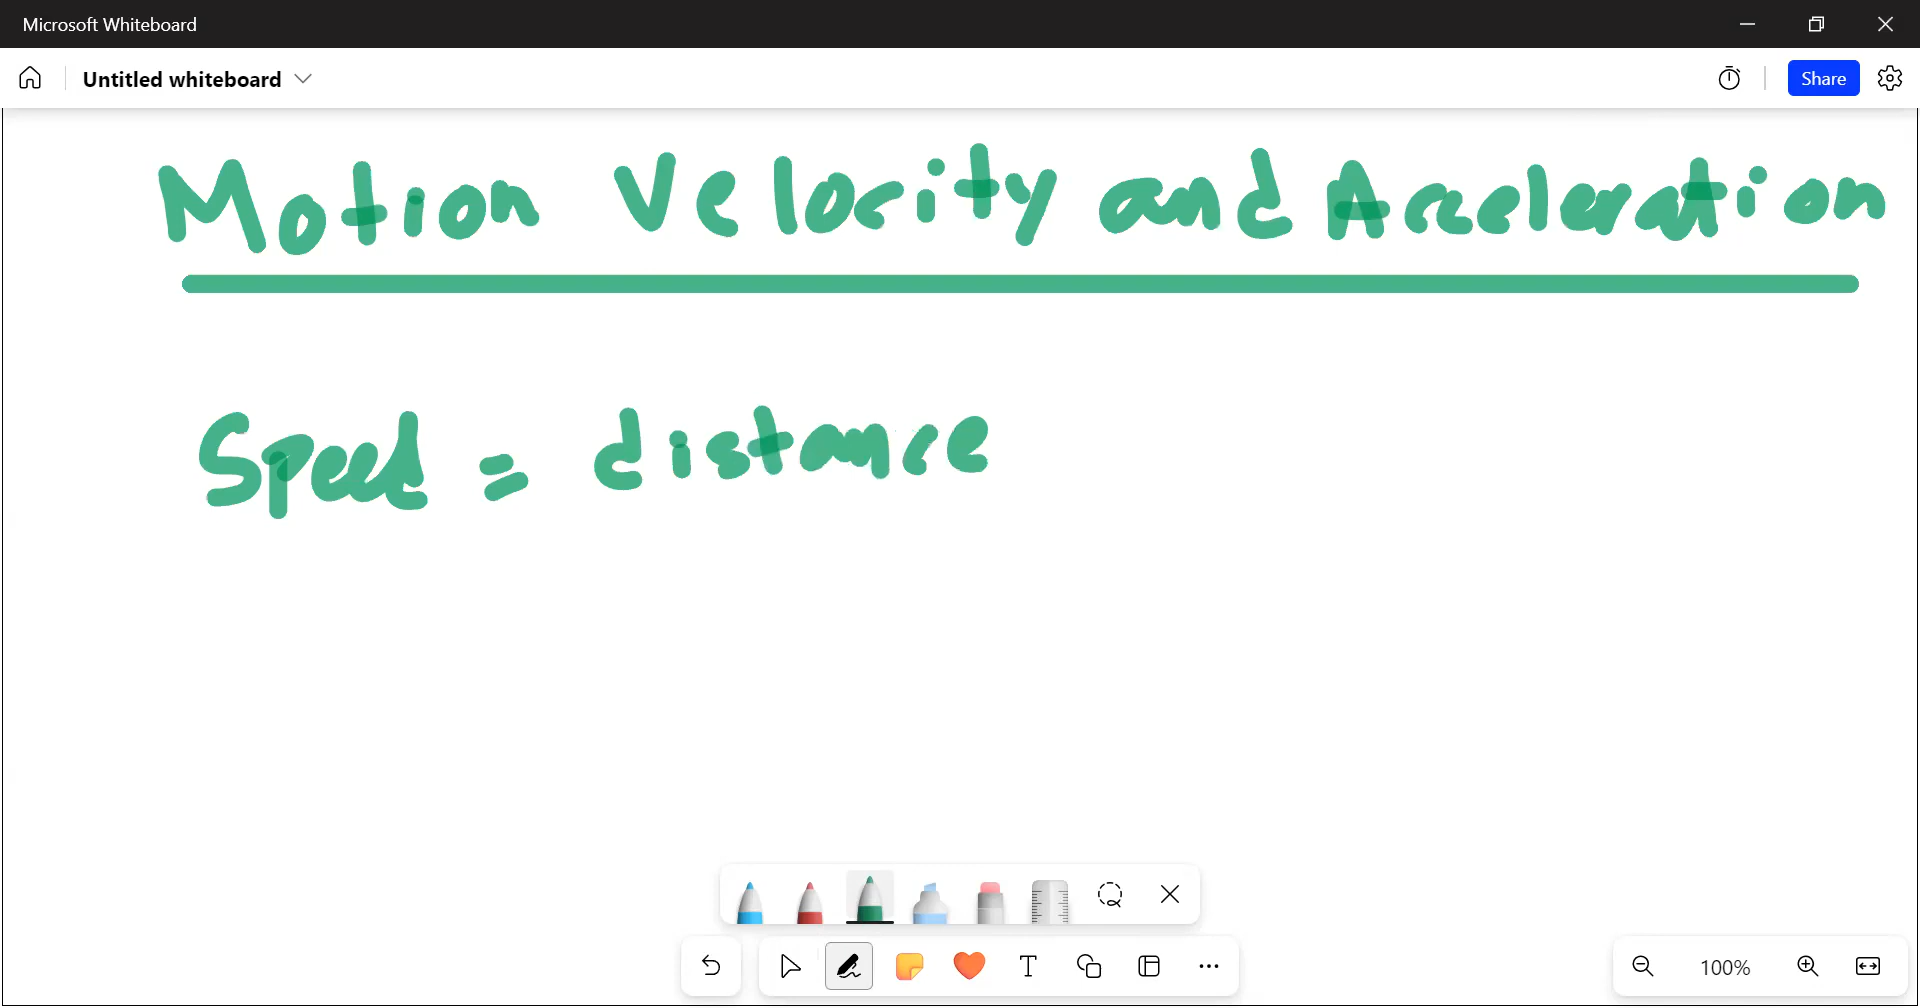 Microsoft Whiteboard
Untitled whiteboard
Share
Motion Velocity and Acceleration
Speed = distance
100%